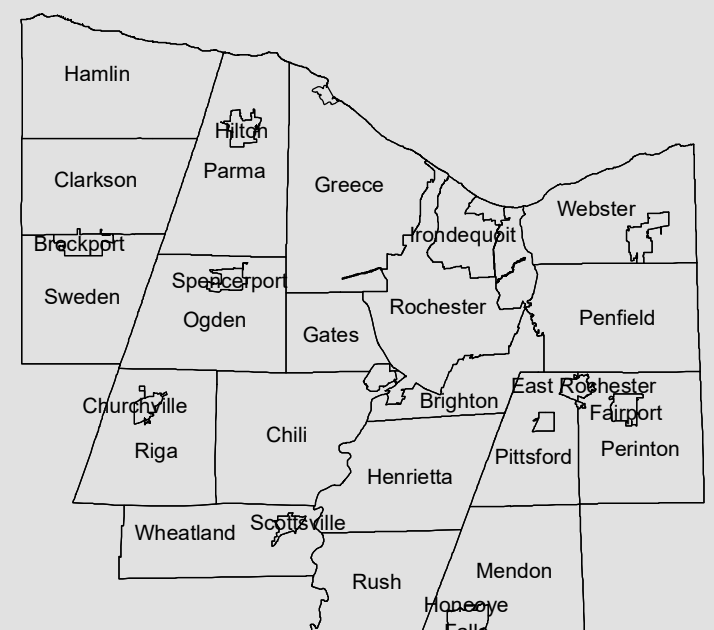 Hamlin
Hilton
Parma
Clarkson
Greece
Webster
Irondequoit
Brockport
Spencerport
Sweden
Rochester
Ogden
Penfield
Gates
East Rochester
Brighton
Churchville
Fairport
Chili
Riga
Perinton
Pittsford
Henrietta
Scottsville
Wheatland
Mendon
Rush
Honeoye
Falls